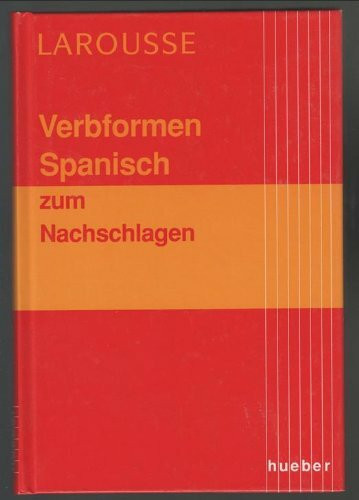 LAROUSSE
Verbformen
Spanisch
zum
Nachschlagen
hueber